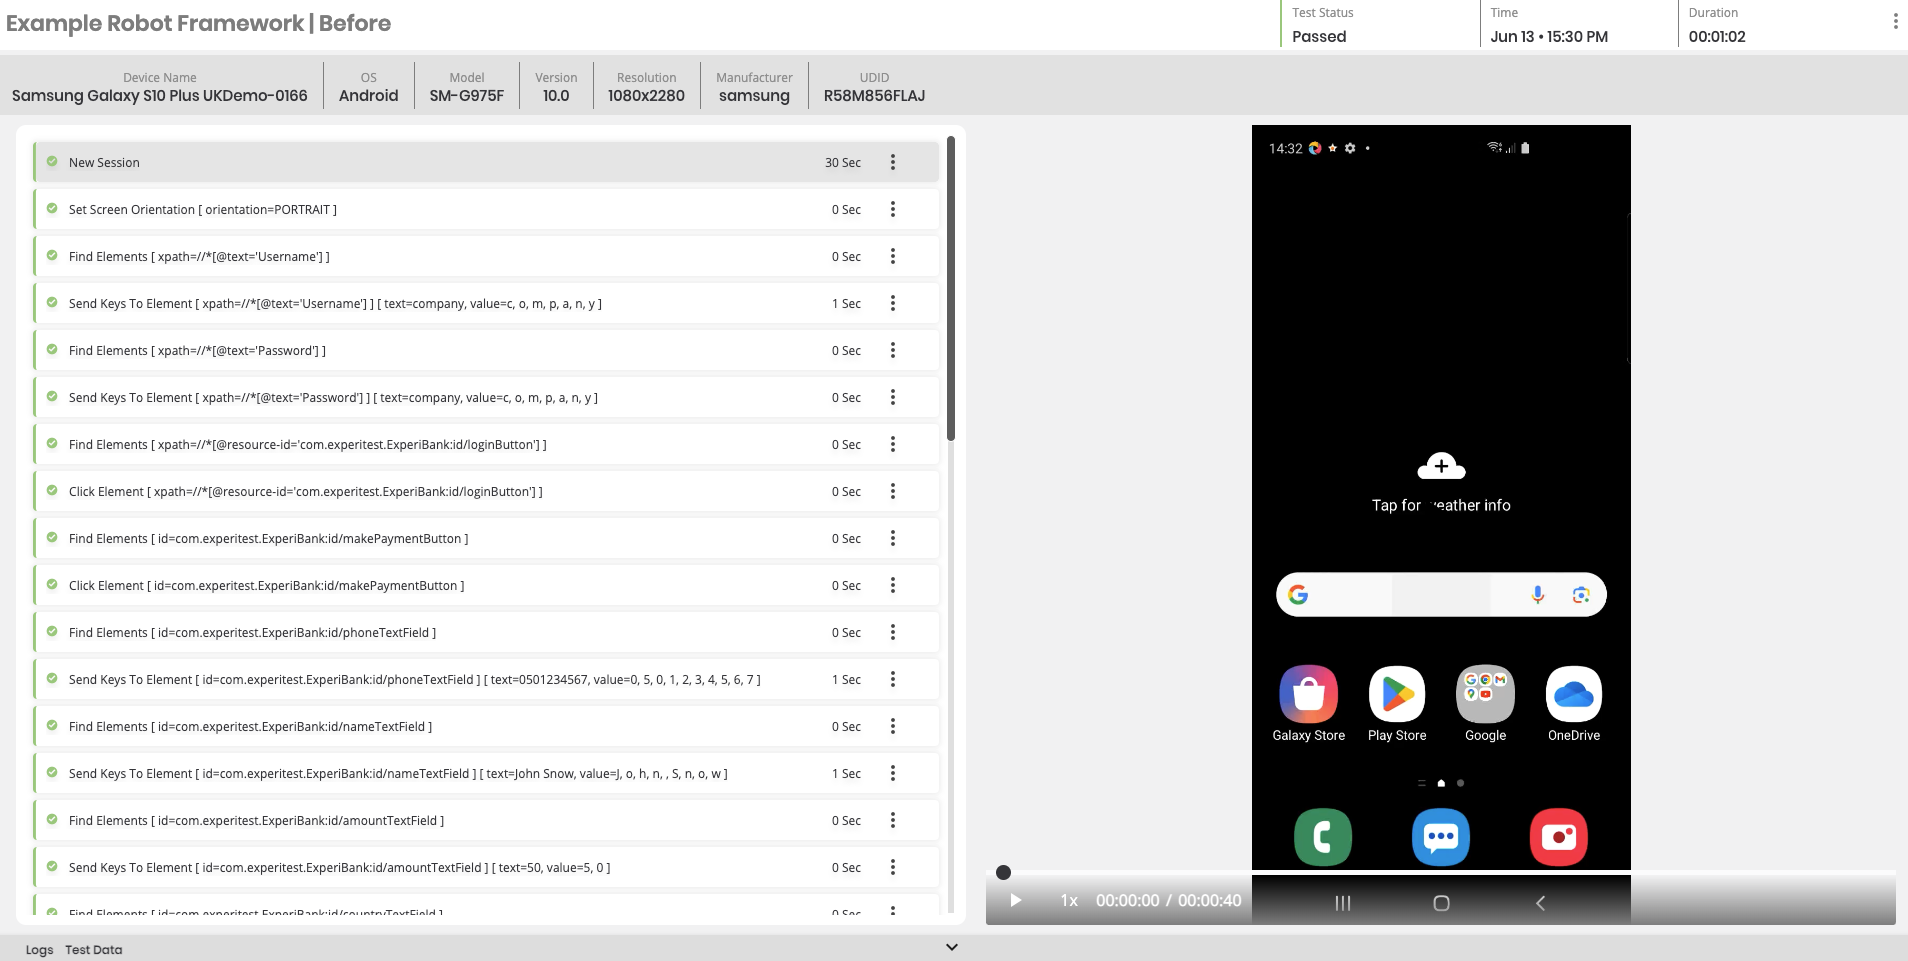 Example Robot Framework | Before
Test Status
Passed
Time
Jun 13 • 15:30 PM
Duration
00:01:02
Device Name
Samsung Galaxy S10 Plus UKDemo-0166
OS
Android
Model
SM-G975F
Version
10.0
Resolution
1080x2280
Manufacturer
samsung
UDID
R58M856FLAJ
New Session 30 Sec
Set Screen Orientation [ orientation=PORTRAIT ] 0 Sec
Find Elements [ xpath=//*[@text='Username'] ] 0 Sec
Send Keys To Element [ xpath=//*[@text='Username'] ] [ text=company, value=c, o, m, p, a, n, y ] 1 Sec
Find Elements [ xpath=//*[@text='Password'] ] 0 Sec
Send Keys To Element [ xpath=//*[@text='Password'] ] [ text=company, value=c, o, m, p, a, n, y ] 0 Sec
Find Elements [ xpath=//*[@resource-id='com.experitest.ExperiBank:id/loginButton'] ] 0 Sec
Click Element [ xpath=//*[@resource-id='com.experitest.ExperiBank:id/loginButton'] ] 0 Sec
Find Elements [ id=com.experitest.ExperiBank:id/makePaymentButton ] 0 Sec
Click Element [ id=com.experitest.ExperiBank:id/makePaymentButton ] 0 Sec
Find Elements [ id=com.experitest.ExperiBank:id/phoneTextField ] 0 Sec
Send Keys To Element [ id=com.experitest.ExperiBank:id/phoneTextField ] [ text=0501234567, value=0, 5, 0, 1, 2, 3, 4, 5, 6, 7 ] 1 Sec
Find Elements [ id=com.experitest.ExperiBank:id/nameTextField ] 0 Sec
Send Keys To Element [ id=com.experitest.ExperiBank:id/nameTextField ] [ text=John Snow, value=J, o, h, n, , S, n, o, w ] 1 Sec
Find Elements [ id=com.experitest.ExperiBank:id/amountTextField ] 0 Sec
Send Keys To Element [ id=com.experitest.ExperiBank:id/amountTextField ] [ text=50, value=5, 0 ] 0 Sec
Find Elements [ id=com.experitest.ExperiBank:id/countryTextField ] 0 Sec
14:32
Tap for weather info
Galaxy Store
Play Store
Google
OneDrive
1x 00:00:00 / 00:00:40
Logs Test Data